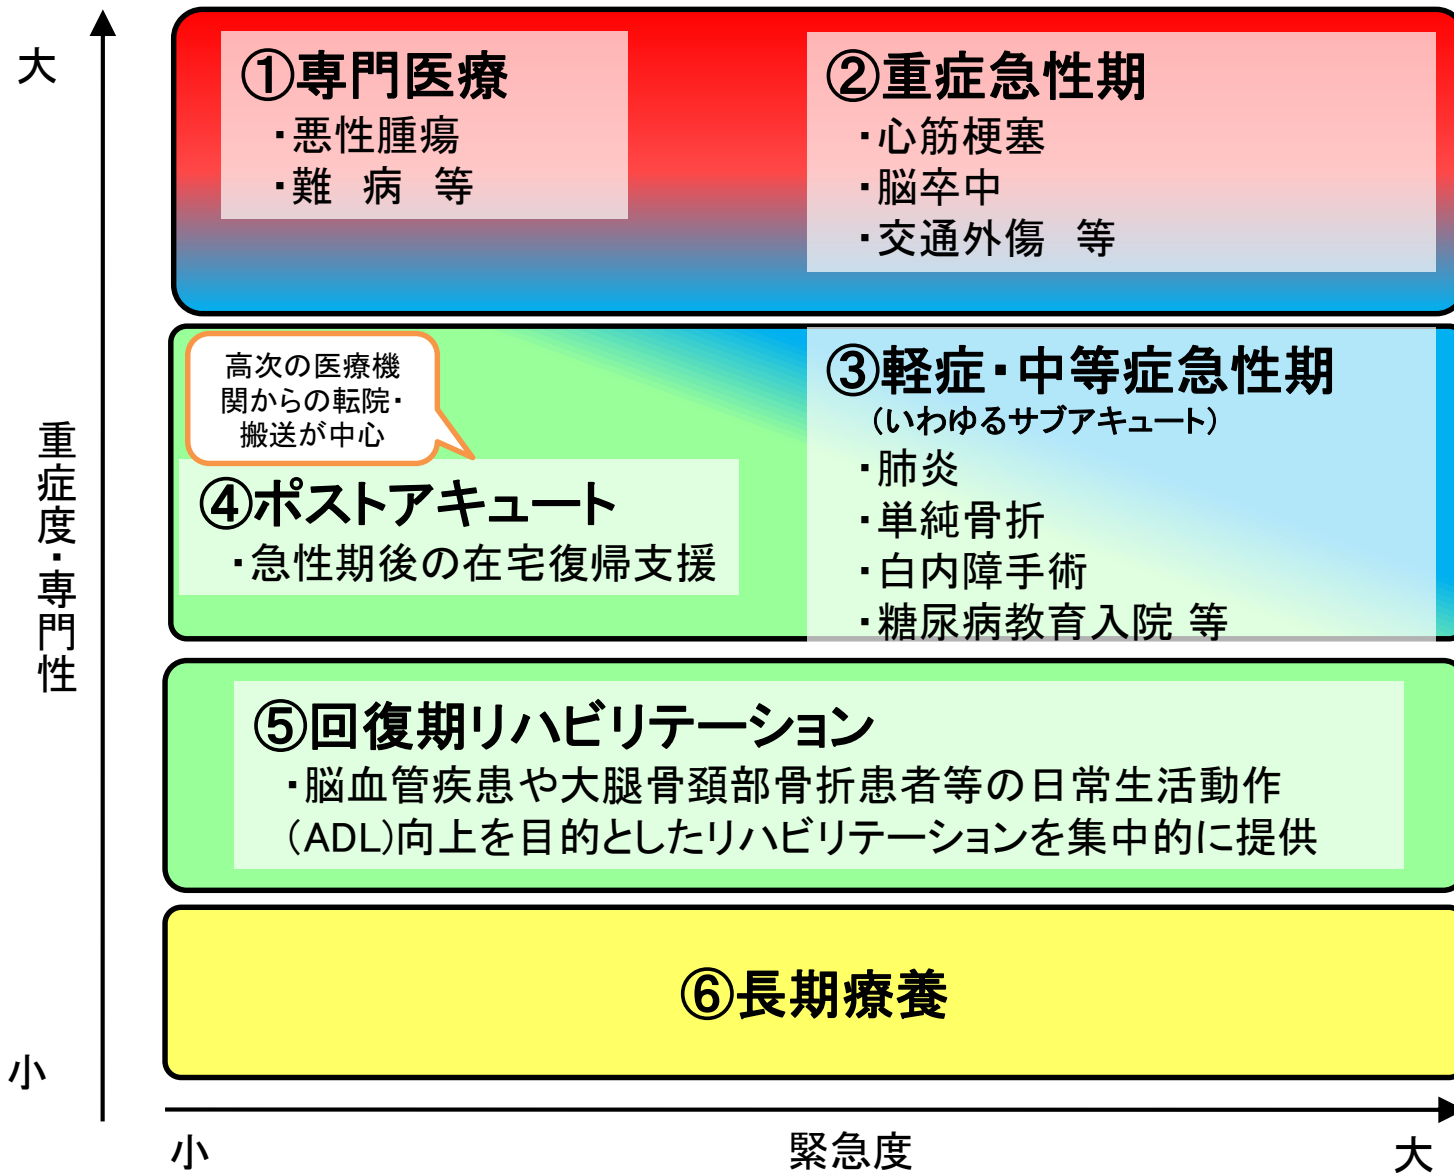 大
①専門医療
・悪性腫瘍
・難　病　等
②重症急性期
・心筋梗塞
・脳卒中
・交通外傷　等
高次の医療機
関からの転院・
搬送が中心
④ポストアキュート
・急性期後の在宅復帰支援
③軽症・中等症急性期
（いわゆるサブアキュート）
・肺炎
・単純骨折
・白内障手術
・糖尿病教育入院 等
重症度・専門性
⑤回復期リハビリテーション
・脳血管疾患や大腿骨頚部骨折患者等の日常生活動作
（ADL)向上を目的としたリハビリテーションを集中的に提供
⑥長期療養
小
小
緊急度
大